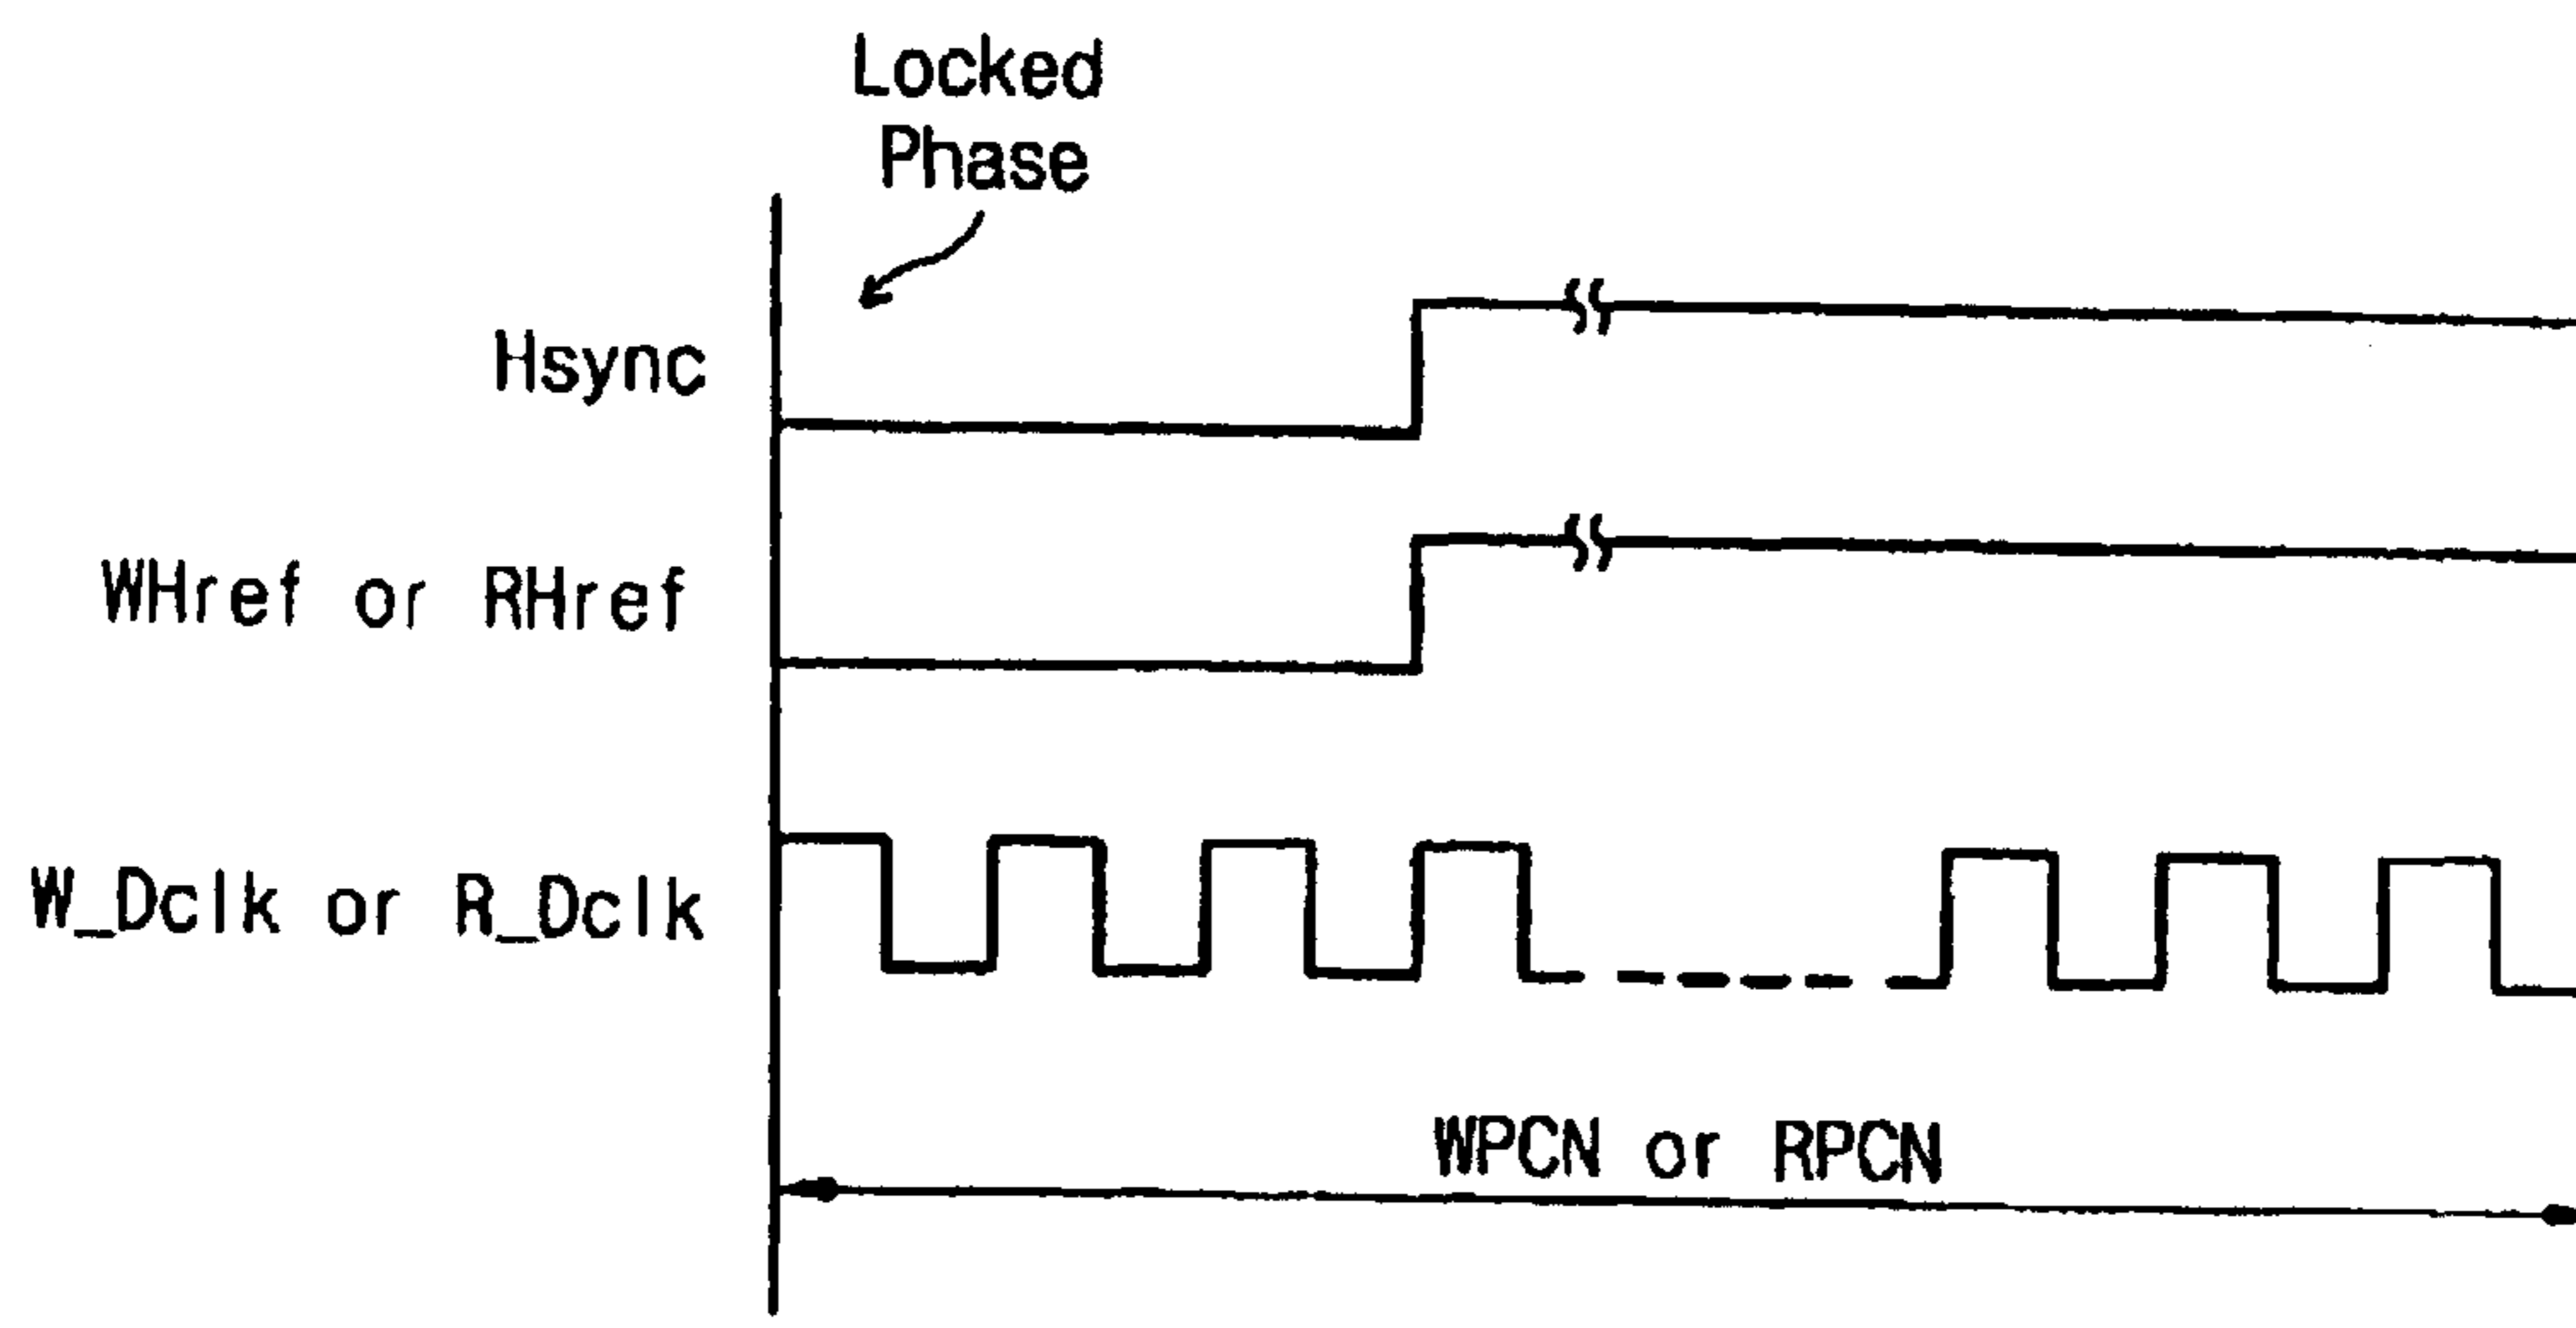 Locked
Phase
Hsync
WHref or RHref
W_Dclk or R_Dclk
WPCN or RPCN